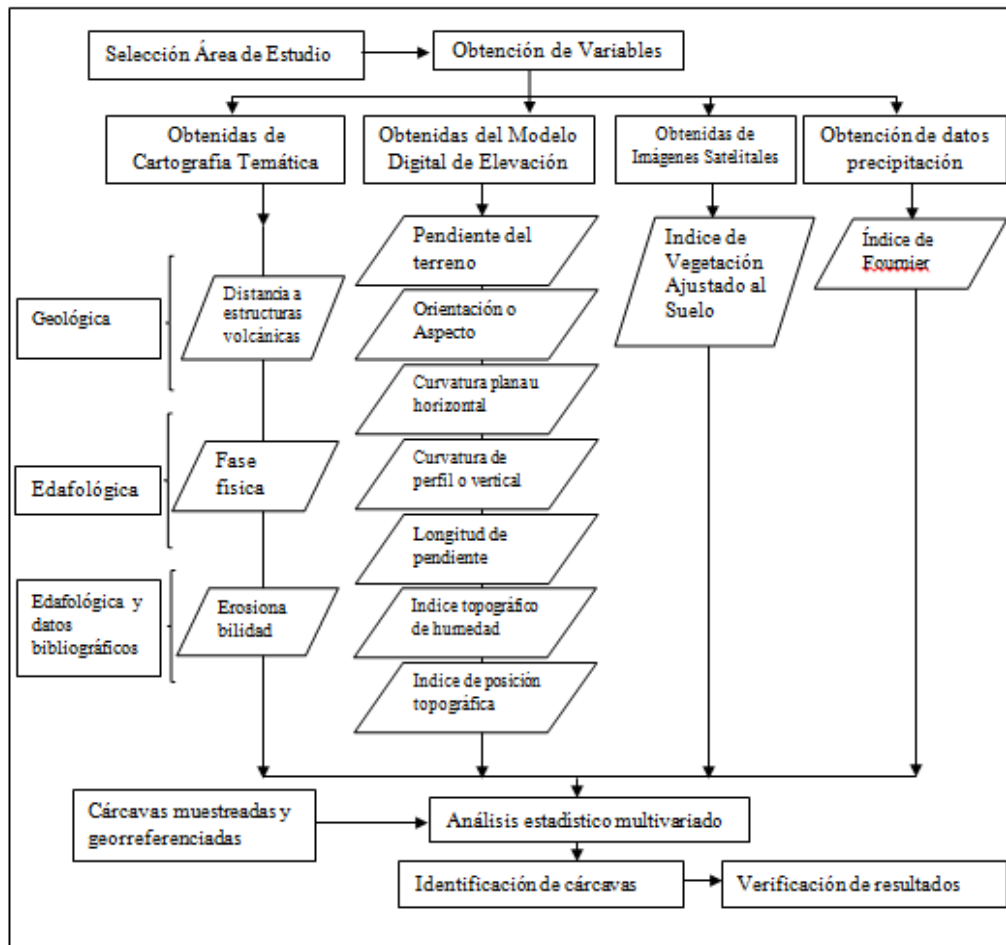 Selección Área de Estudio
Obtención de Variables
Obtenidas de
Cartografía Temática
Obtenidas del Modelo
Digital de Elevación
Obtenidas de
Imágenes Satelitales
Obtención de datos
precipitación
Geológica
Distancia a
estructuras
volcánicas
Edafológica
Fase
física
Edafológica y
datos
bibliográficos
Erosiona
bilidad
Pendiente del
terreno
Orientación o
Aspecto
Curvatura plana u
horizontal
Curvatura de
perfil o vertical
Longitud de
pendiente
Indice topográfico
de humedad
Indice de posición
topográfica
Indice de
Vegetación
Ajustado al
Suelo
Índice de
Fournier
Cárcavas muestreadas y
georreferenciadas
Análisis estadístico multivariado
Identificación de cárcavas
Verificación de resultados